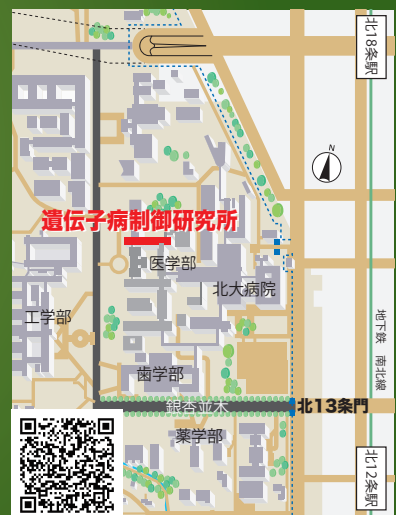 北18条駅
N
遺伝子病制御研究所
医学部
北大病院
工学部
地下鉄 南北線
歯学部
銀杏並木
北13条門
薬学部
北12条駅